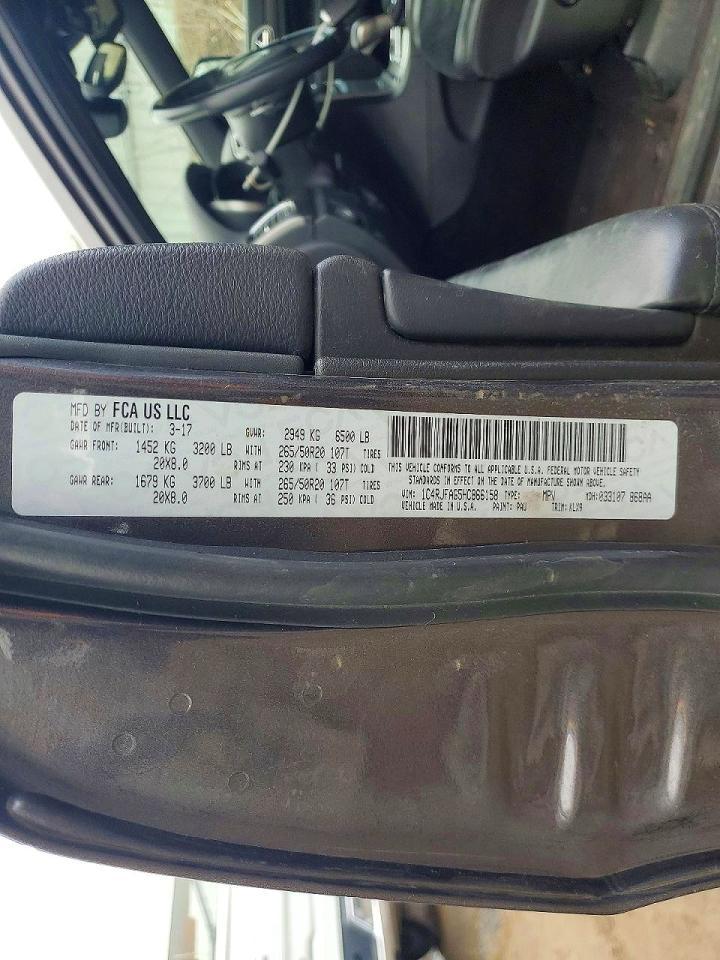 MFD BY FCA US LLC
DATE OF MFR(BUILT): 3-17 GVWR: 2949 KG 6500 LB
GAWR FRONT: 1452 KG 3200 LB WITH 265/50R20 107T TIRES
20X8.0 RIMS AT 230 KPA ( 33 PSI) COLD
GAWR REAR: 1679 KG 3700 LB WITH 265/50R20 107T TIRES
20X8.0 RIMS AT 250 KPA ( 36 PSI) COLD
THIS VEHICLE CONFORMS TO ALL APPLICABLE U.S.A. FEDERAL MOTOR VEHICLE SAFETY
STANDARDS IN EFFECT ON THE DATE OF MANUFACTURE SHOWN ABOVE.
VIN: 1C4RJFAG5HC866158 TYPE: MPV MDH:033107 868AA
VEHICLE MADE IN U.S.A. PAINT: PAU TRIM:KLX9